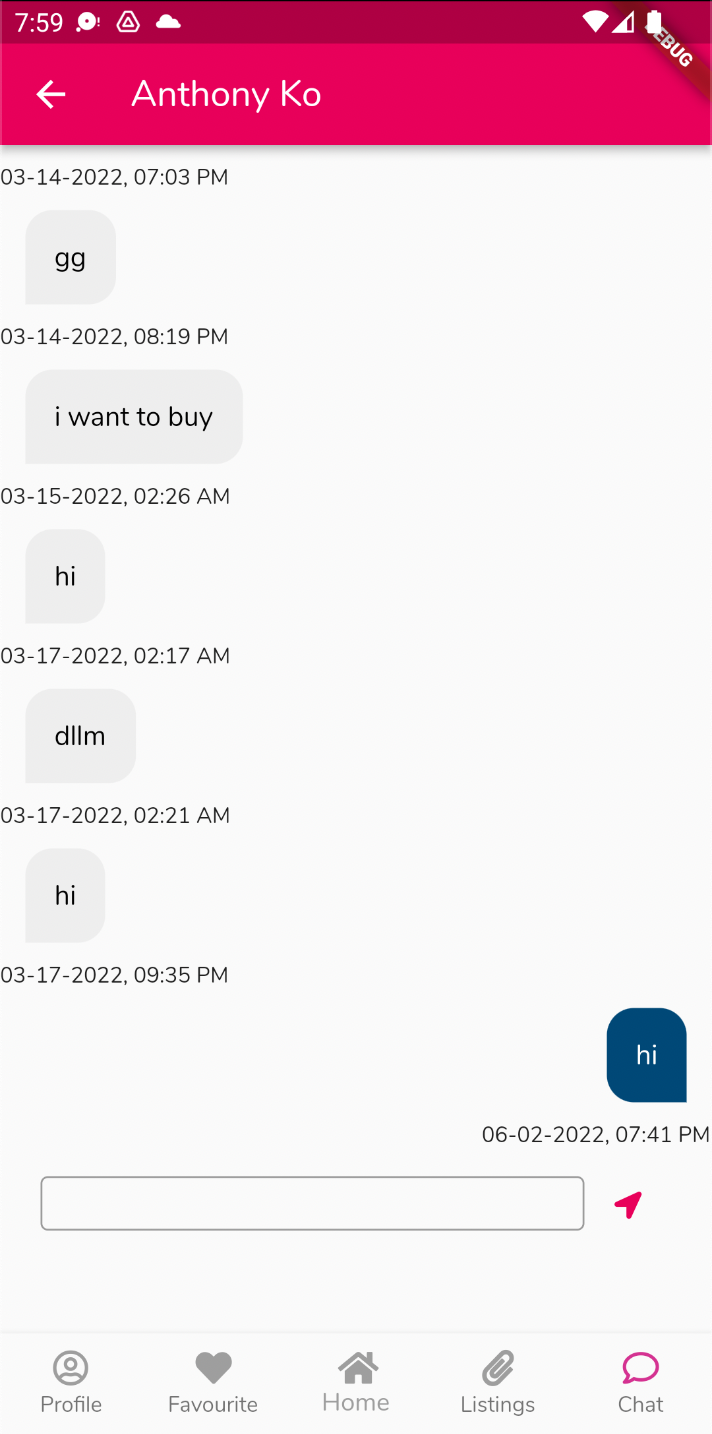 7:59
DEBUG
Anthony Ko
03-14-2022, 07:03 PM
gg
03-14-2022, 08:19 PM
i want to buy
03-15-2022, 02:26 AM
hi
03-17-2022, 02:17 AM
dllm
03-17-2022, 02:21 AM
hi
03-17-2022, 09:35 PM
hi
06-02-2022, 07:41 PM
Profile
Favourite
Home
Listings
Chat